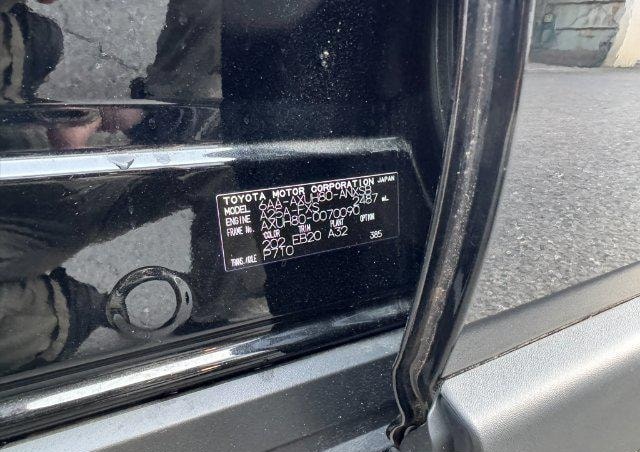 TOYOTA MOTOR CORPORATION JAPAN
MODEL 6AA-AXUH80-ANXSB
ENGINE A25A-FXS 2487 mL
FRAME No. AXUH80-0070090
COLOR TRIM PLANT
202 EB20 A32 385
TRANS./AXLE P710